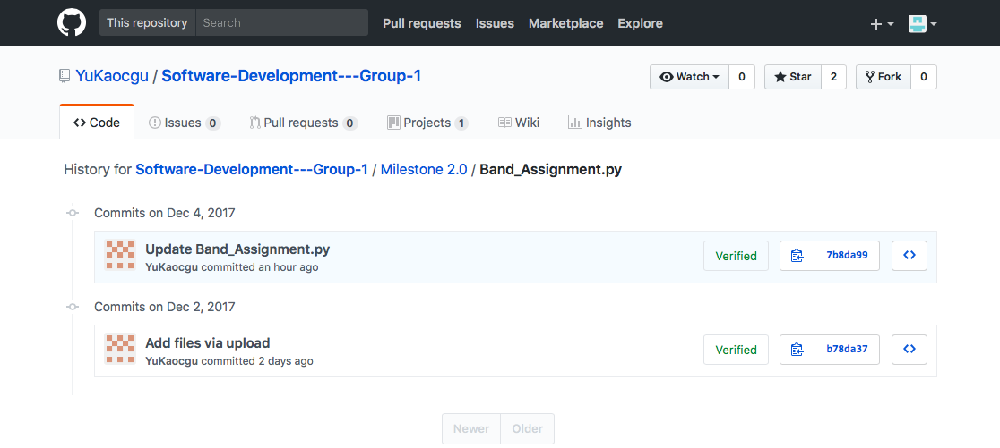 This repository Search Pull requests Issues Marketplace Explore
YuKaocgu / Software-Development---Group-1 Watch 0 Star 2 Fork 0
Code Issues 0 Pull requests 0 Projects 1 Wiki Insights
History for Software-Development---Group-1 / Milestone 2.0 / Band_Assignment.py
Commits on Dec 4, 2017
Update Band_Assignment.py
YuKaocgu committed an hour ago
Verified 7b8da99
Commits on Dec 2, 2017
Add files via upload
YuKaocgu committed 2 days ago
Verified b78da37
Newer Older